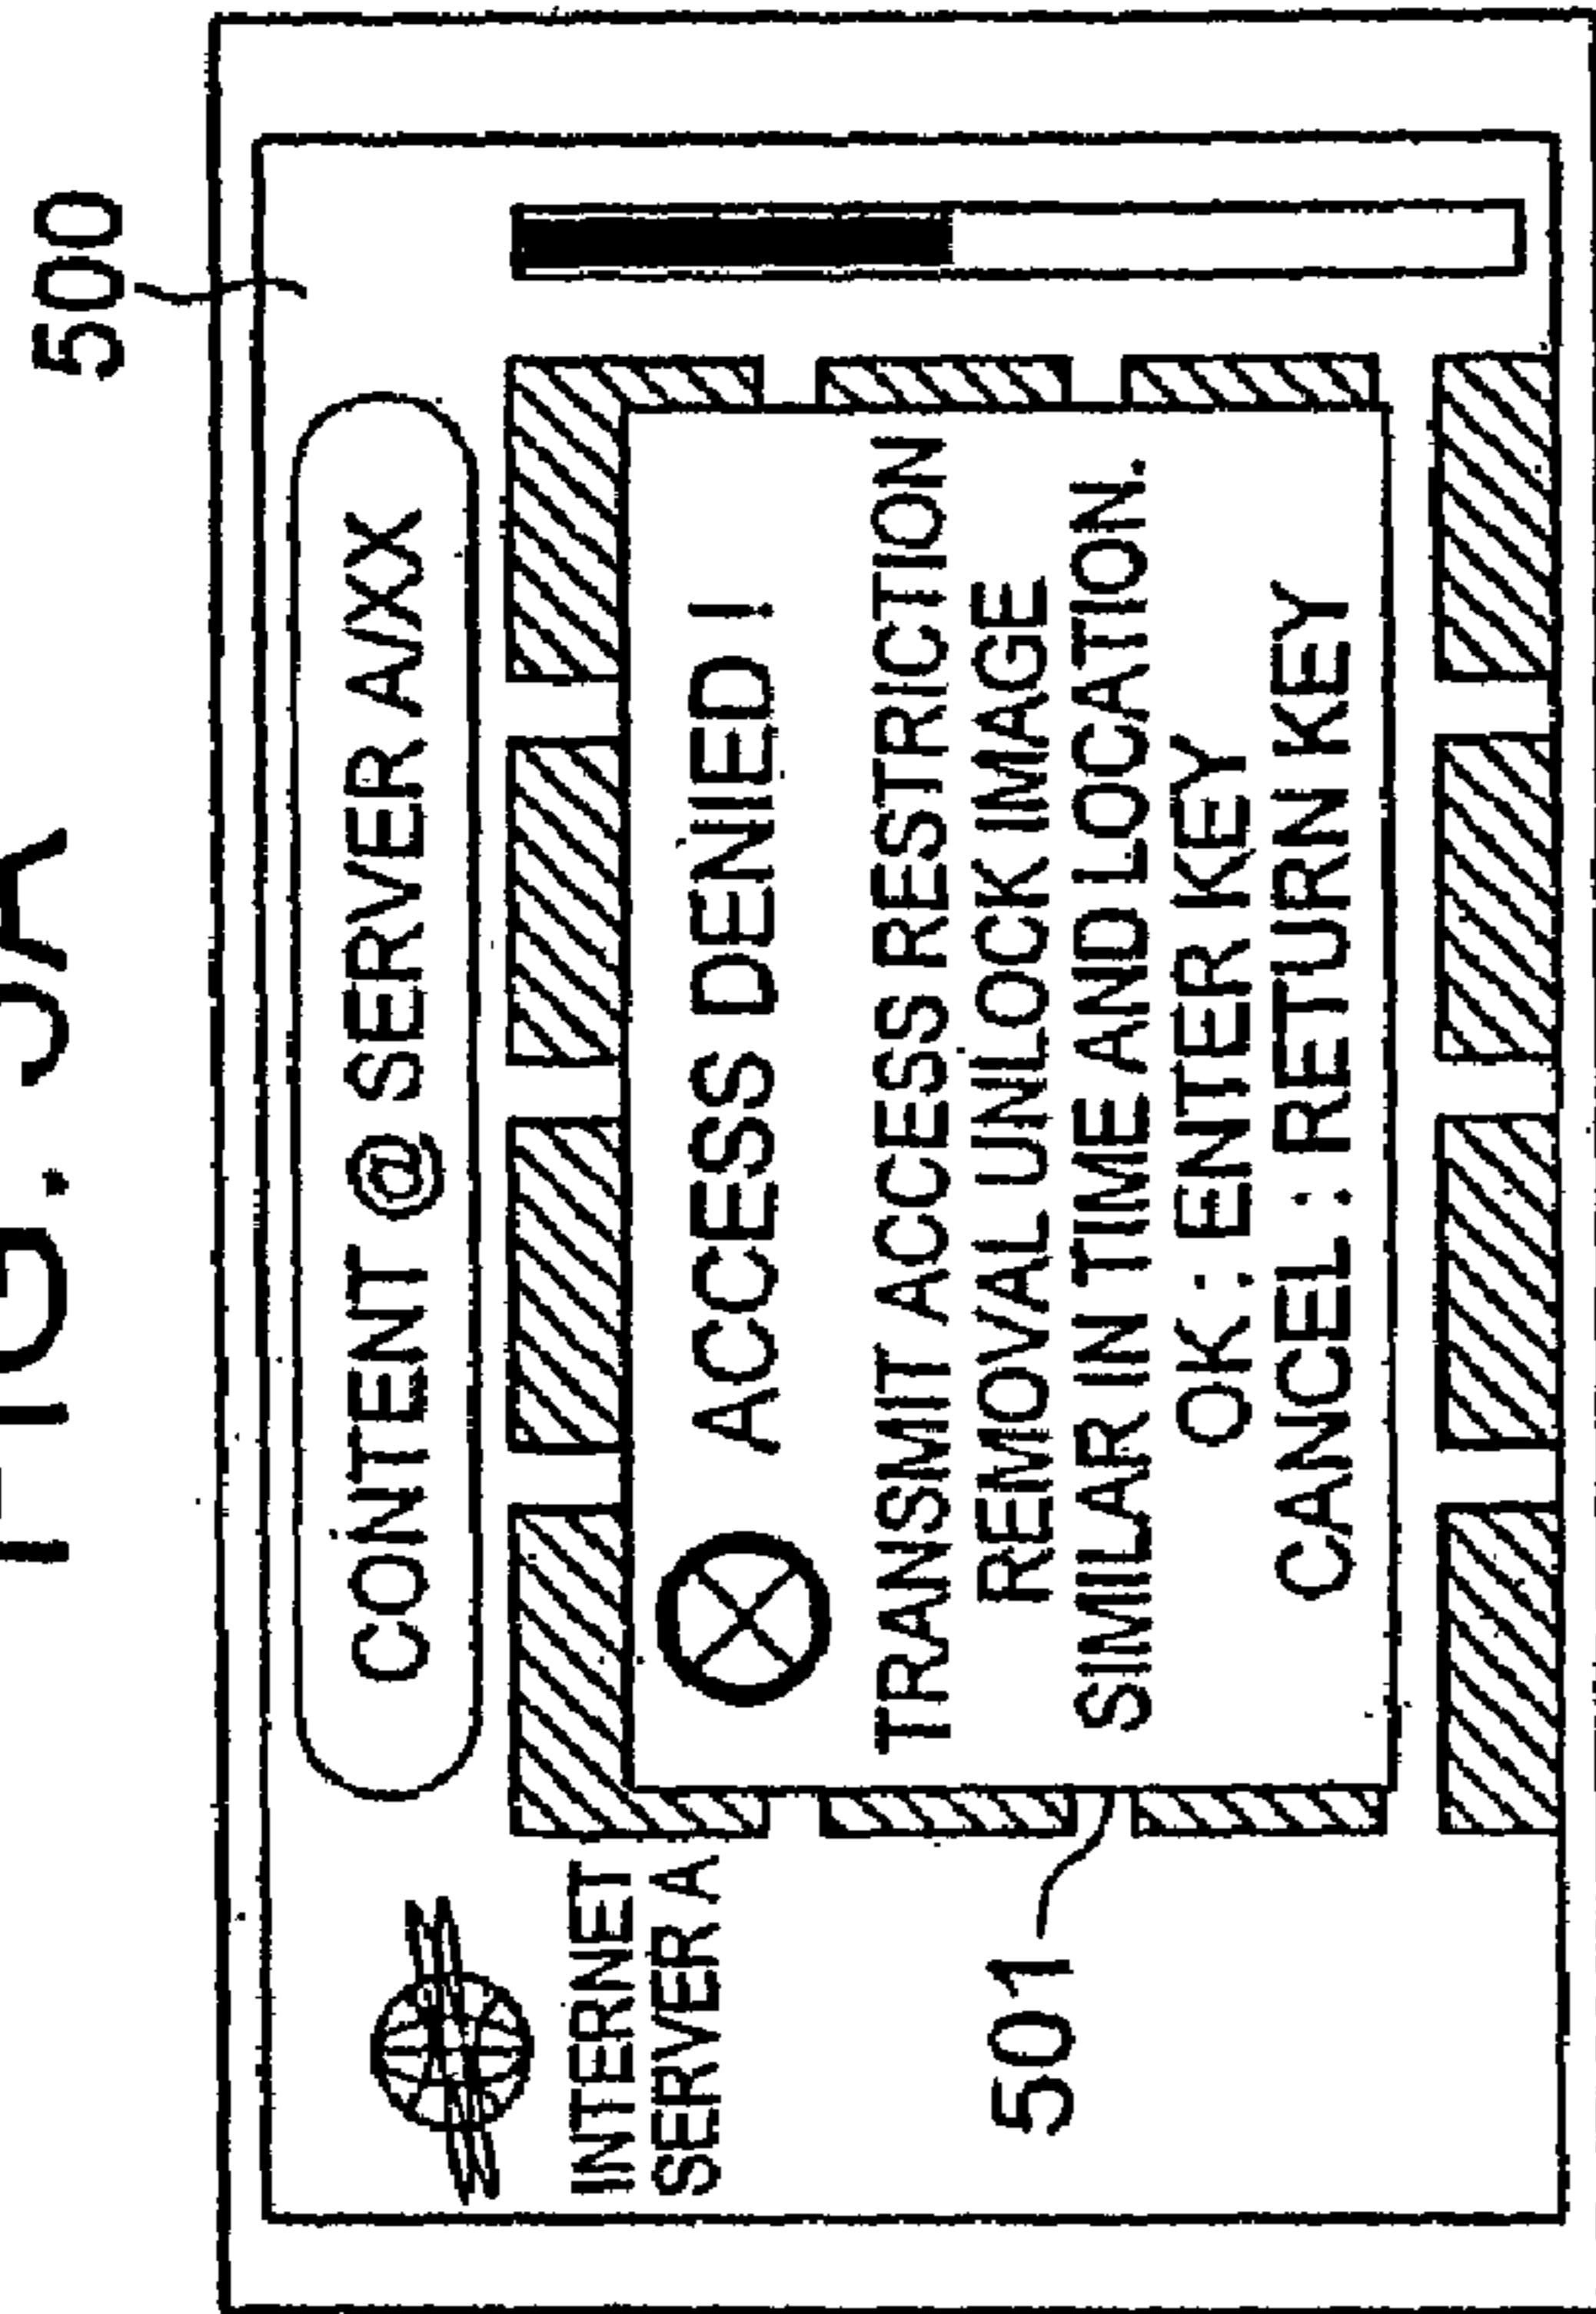 FIG.
500
CONTENT @ SERVER A/XX
INTERNET
SERVER A
ACCESS DENIED !
TRANSMIT ACCESS RESTRICTION
REMOVAL UNLOCK IMAGE
SIMILAR IN TIME AND LOCATION.
OK : ENTER KEY
CANCEL : RETURN KEY
501